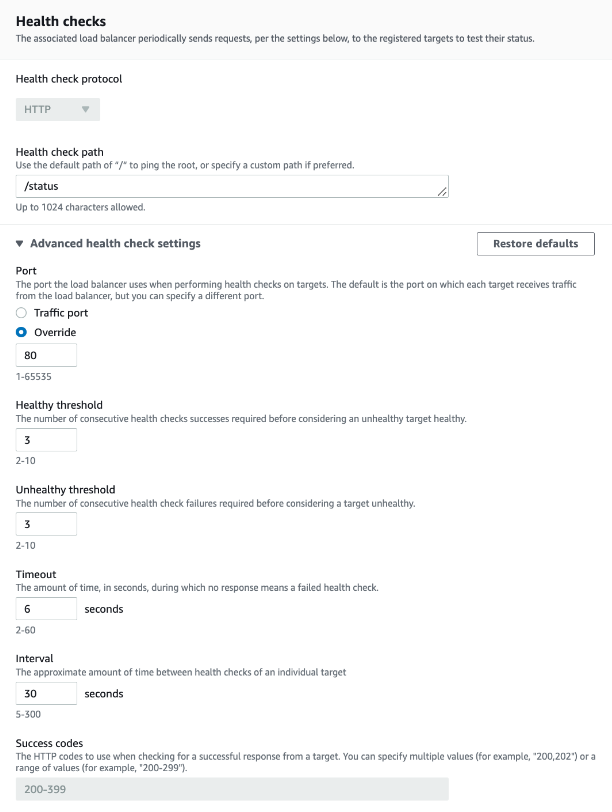 Health checks
The associated load balancer periodically sends requests, per the settings below, to the registered targets to test their status.
Health check protocol
HTTP
Health check path
Use the default path of "/" to ping the root, or specify a custom path if preferred.
/status
Up to 1024 characters allowed.
Advanced health check settings
Restore defaults
Port
The port the load balancer uses when performing health checks on targets. The default is the port on which each target receives traffic
from the load balancer, but you can specify a different port.
Traffic port
Override
80
1-65535
Healthy threshold
The number of consecutive health checks successes required before considering an unhealthy target healthy.
3
2-10
Unhealthy threshold
The number of consecutive health check failures required before considering a target unhealthy.
3
2-10
Timeout
The amount of time, in seconds, during which no response means a failed health check.
6 seconds
2-60
Interval
The approximate amount of time between health checks of an individual target
30 seconds
5-300
Success codes
The HTTP codes to use when checking for a successful response from a target. You can specify multiple values (for example, "200,202") or a
range of values (for example, "200-299").
200-399